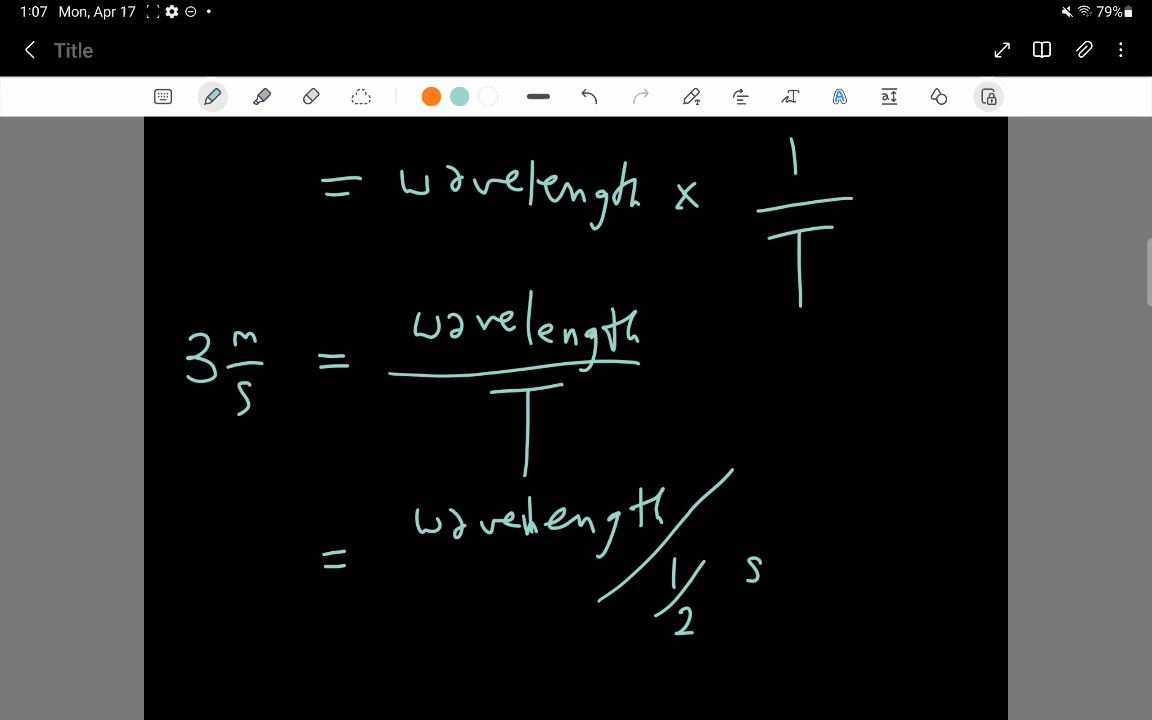 1:07 Mon, Apr 17 79%
Title
= wavelength x 1/T
3 m/s = wavelength/T
= wavelength/1/2 s